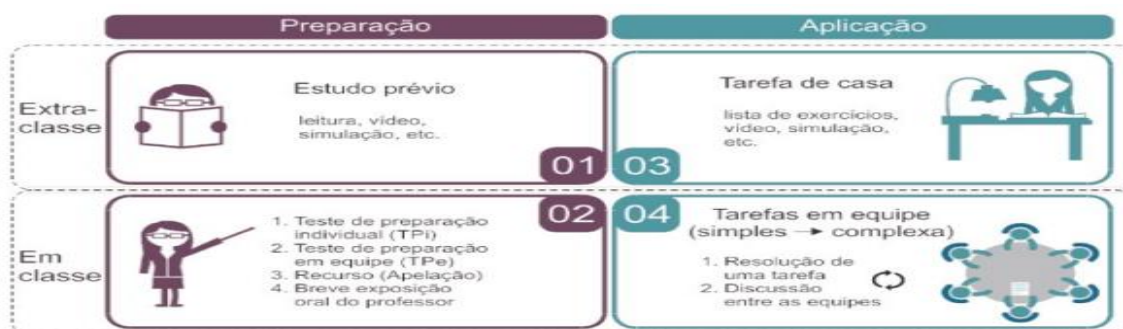 Preparação
Aplicação
Extra-
classe
Estudo prévio
leitura, vídeo,
simulação, etc.
01
03
Tarefa de casa
lista de exercícios,
vídeo, simulação,
etc.
Em
classe
1. Teste de preparação
individual (TPi)
2. Teste de preparação
em equipe (TPe)
3. Recurso (Apelação)
4. Breve exposição
oral do professor
02
04
Tarefas em equipe
(simples → complexa)
1. Resolução de
uma tarefa
2. Discussão
entre as equipes